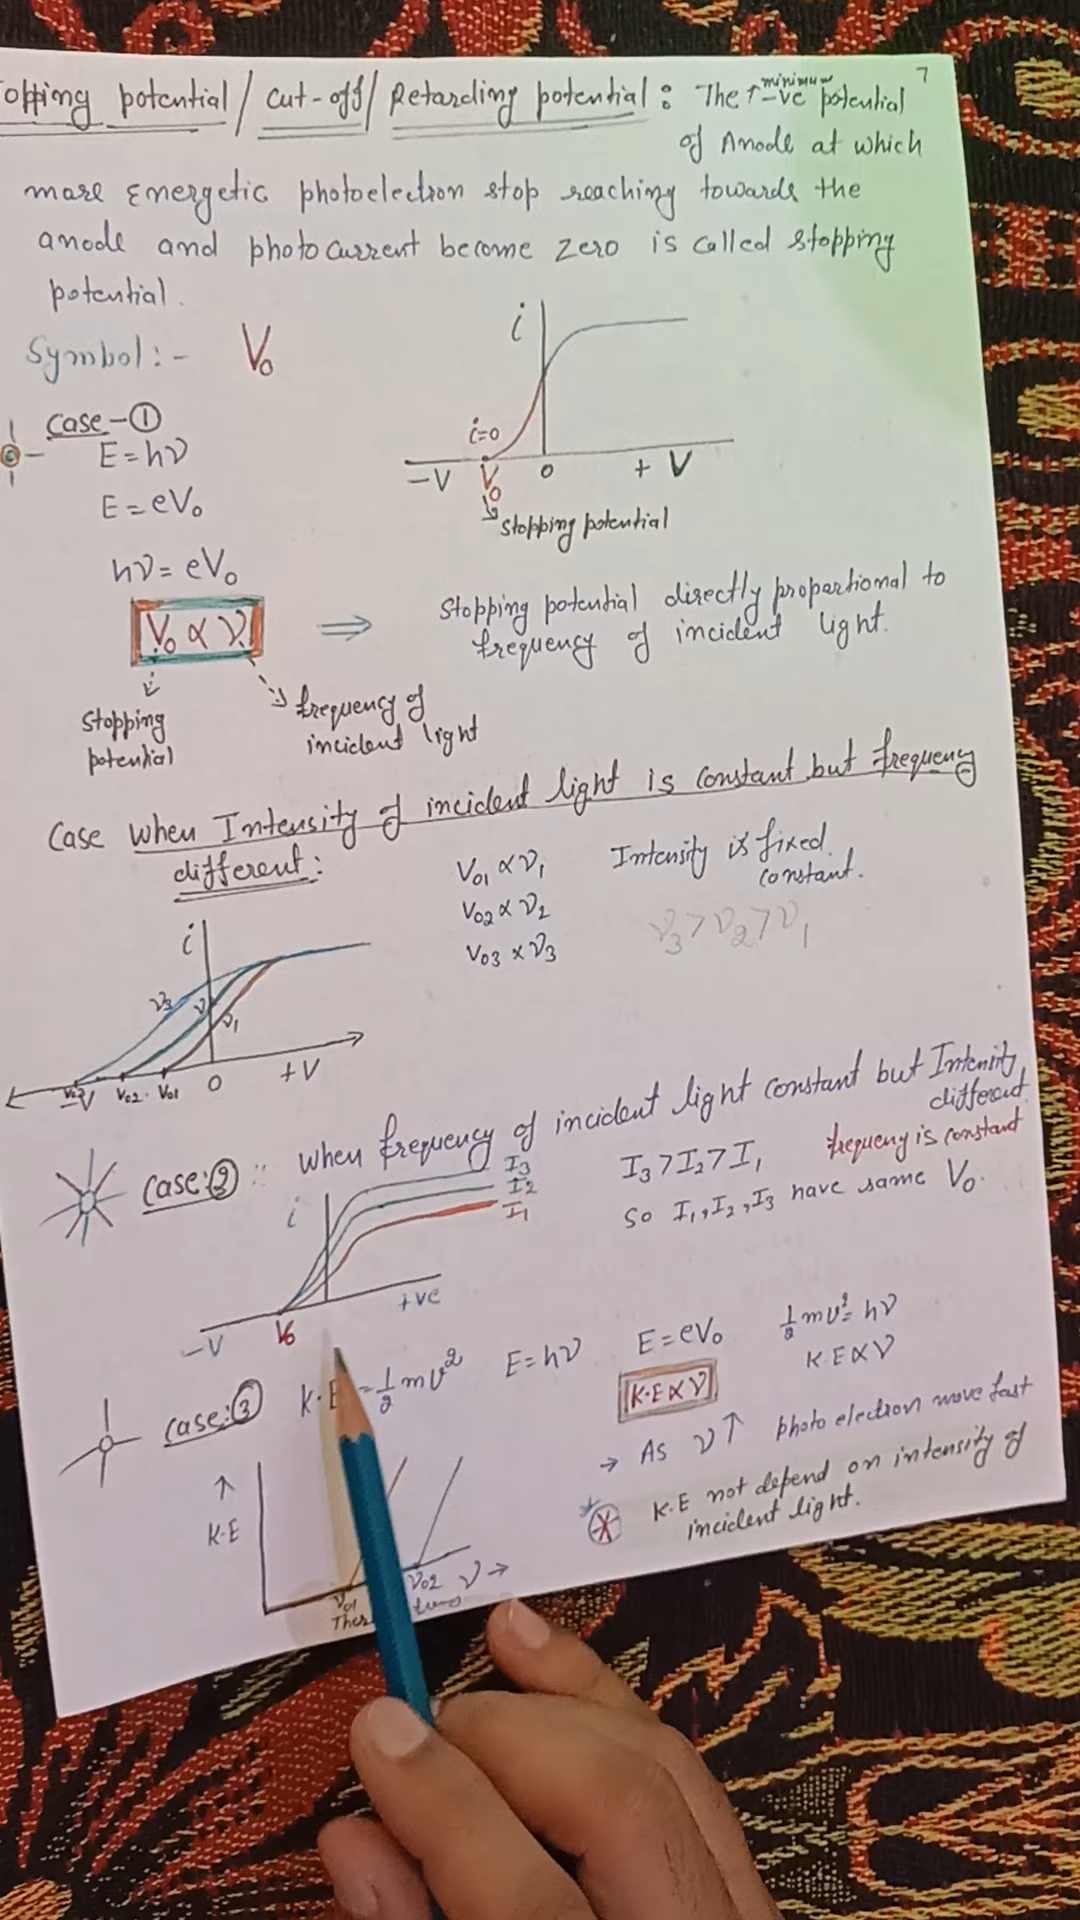 7
opping potential / Cut-off / Retarding potential : The minimum -ve potential
of Anode at which
more Energetic photoelectron stop reaching towards the
anode and photocurrent become zero is called stopping
potential.
Symbol :- V₀
i
i=0
-V V₀ 0 + V
stopping potential
Case-①
E = hν
E = eV₀
hν = eV₀
V₀ ∝ ν ⇒ Stopping potential directly proportional to
frequency of incident light.
Stopping
potential
frequency of
incident light
Case when Intensity of incident light is constant but frequency
different :
V₀₁ ∝ ν₁ Intensity is fixed.
constant.
V₀₂ ∝ ν₂
V₀₃ ∝ ν₃ ν₃ > ν₂ > ν₁
i
ν₃ ν ν₁
-V V₀₂ V₀₁ 0 +V
Case:② :: When frequency of incident light constant but Intensity
different.
I₃ > I₂ > I₁ frequency is constant
So I₁, I₂, I₃ have same V₀.
i I₃
I₂
I₁
-V V₀ +ve
Case:③ K.E = ½ mv² E = hν E = eV₀ ½ mv² = hν
K.E ∝ ν
K.E ∝ ν
→ As ν↑ photo electron move fast
K.E not depend on intensity of
incident light.
↑
K.E
ν₀₁ ν₀₂ ν →